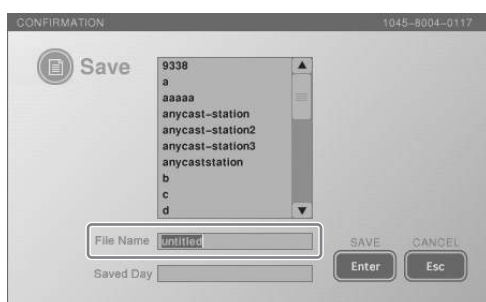 CONFIRMATION 1045-8004-0117
Save
9338
a
aaaaa
anycast-station
anycast-station2
anycast-station3
anycaststation
b
c
d
File Name untitled
Saved Day
SAVE CANCEL
Enter Esc